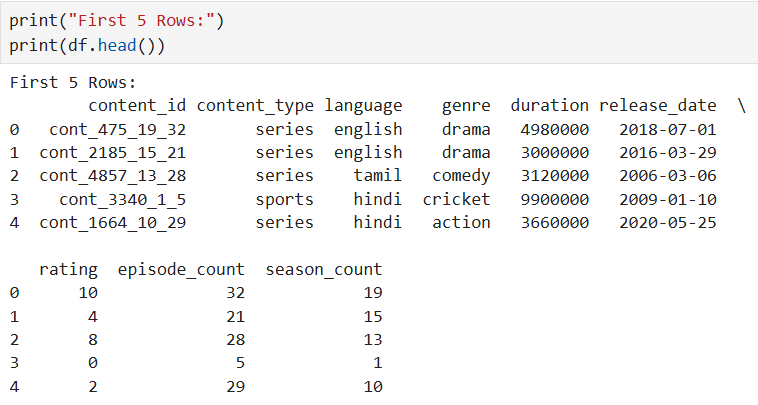 print("First 5 Rows:")
print(df.head())
First 5 Rows:
        content_id content_type language    genre  duration release_date  \
0    cont_475_19_32       series  english    drama   4980000   2018-07-01
1   cont_2185_15_21       series  english    drama   3000000   2016-03-29
2   cont_4857_13_28       series    tamil   comedy   3120000   2006-03-06
3     cont_3340_1_5       sports    hindi  cricket   9900000   2009-01-10
4   cont_1664_10_29       series    hindi   action   3660000   2020-05-25
   rating  episode_count  season_count
0      10             32            19
1       4             21            15
2       8             28            13
3       0              5             1
4       2             29            10